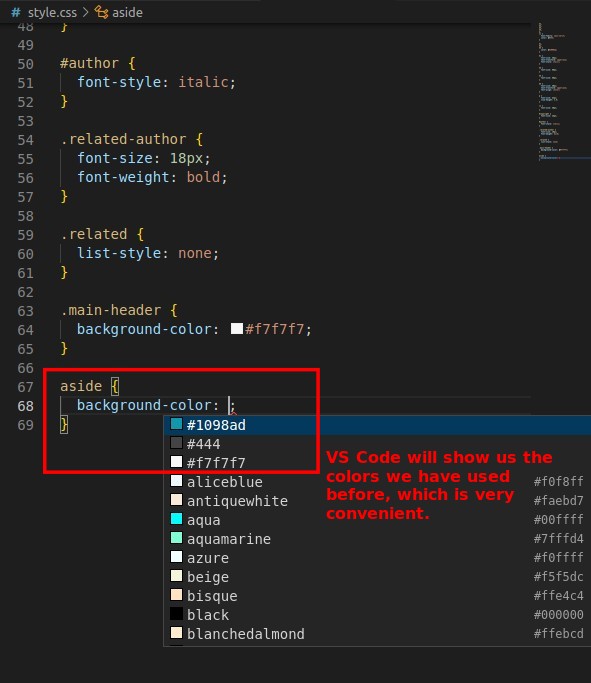 # style.css > aside
48 }
49
50 #author {
51 font-style: italic;
52 }
53
54 .related-author {
55 font-size: 18px;
56 font-weight: bold;
57 }
58
59 .related {
60 list-style: none;
61 }
62
63 .main-header {
64 background-color: #f7f7f7;
65 }
66
67 aside {
68 background-color: ;
69 }
#1098ad
#444
#f7f7f7
VS Code will show us the
colors we have used
before, which is very
convenient.
aliceblue #f0f8ff
antiquewhite #faebd7
aqua #00ffff
aquamarine #7fffd4
azure #f0ffff
beige #f5f5dc
bisque #ffe4c4
black #000000
blanchedalmond #ffebcd